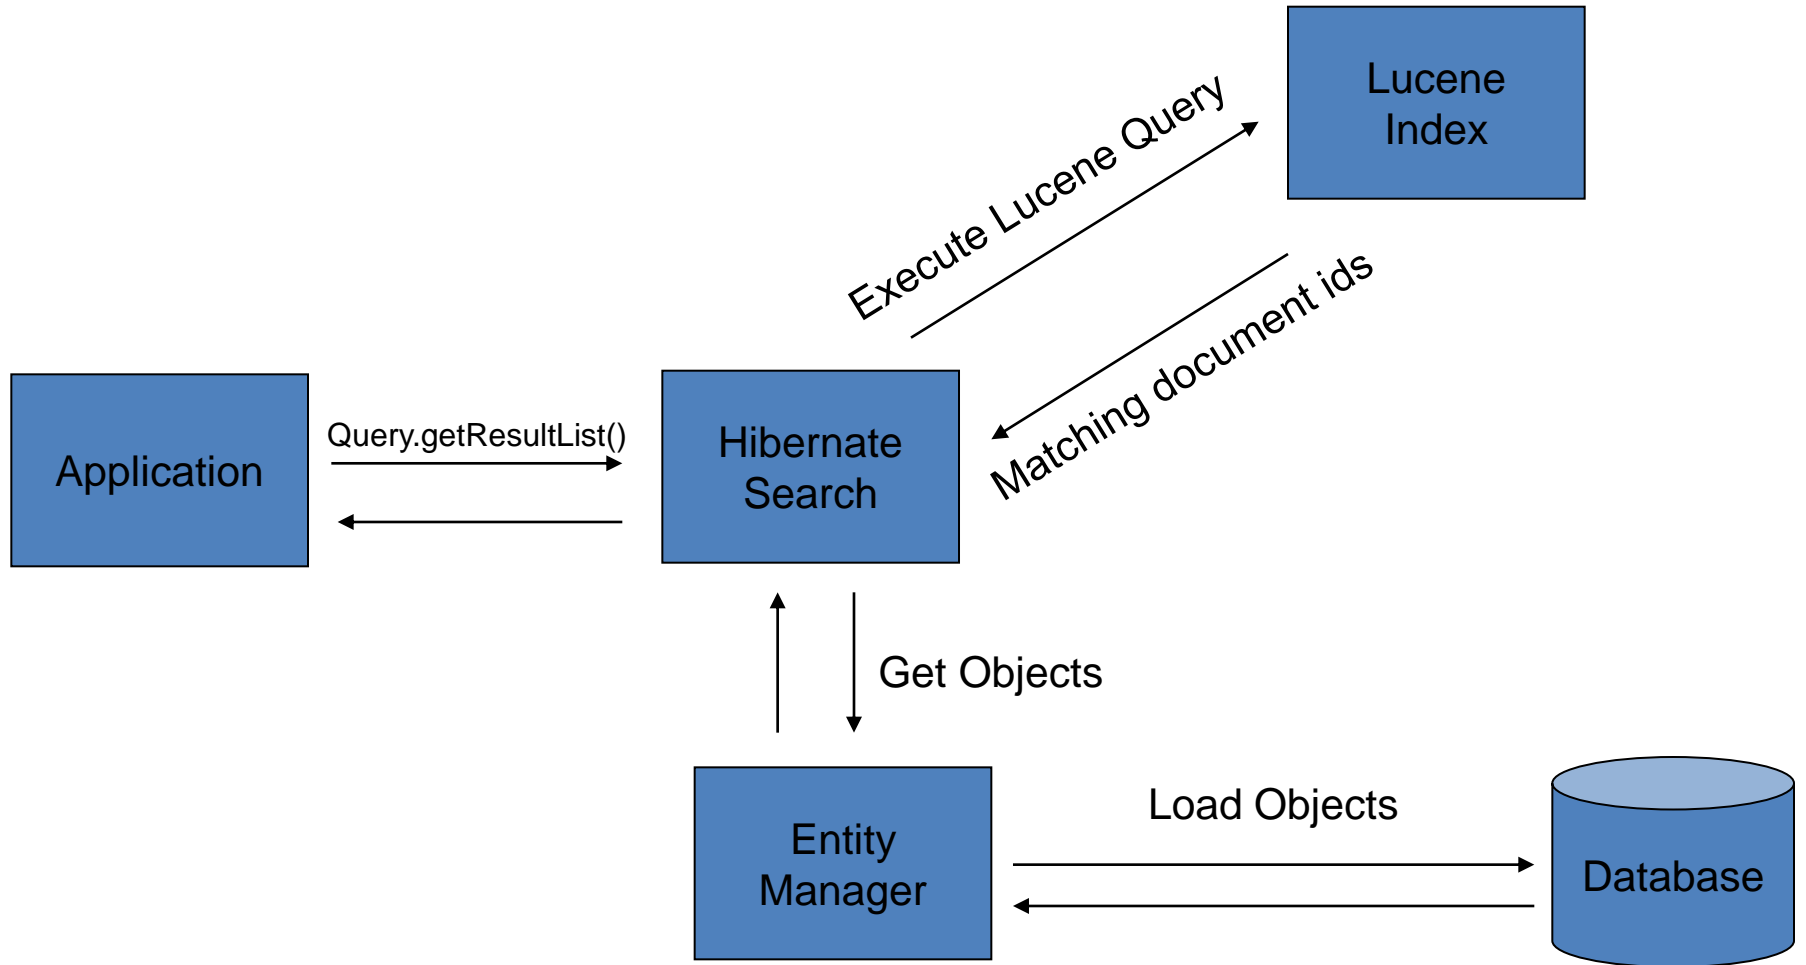 Lucene
Index
Execute Lucene Query
Matching document ids
Application
Query.getResultList()
Hibernate
Search
Get Objects
Entity
Manager
Load Objects
Database